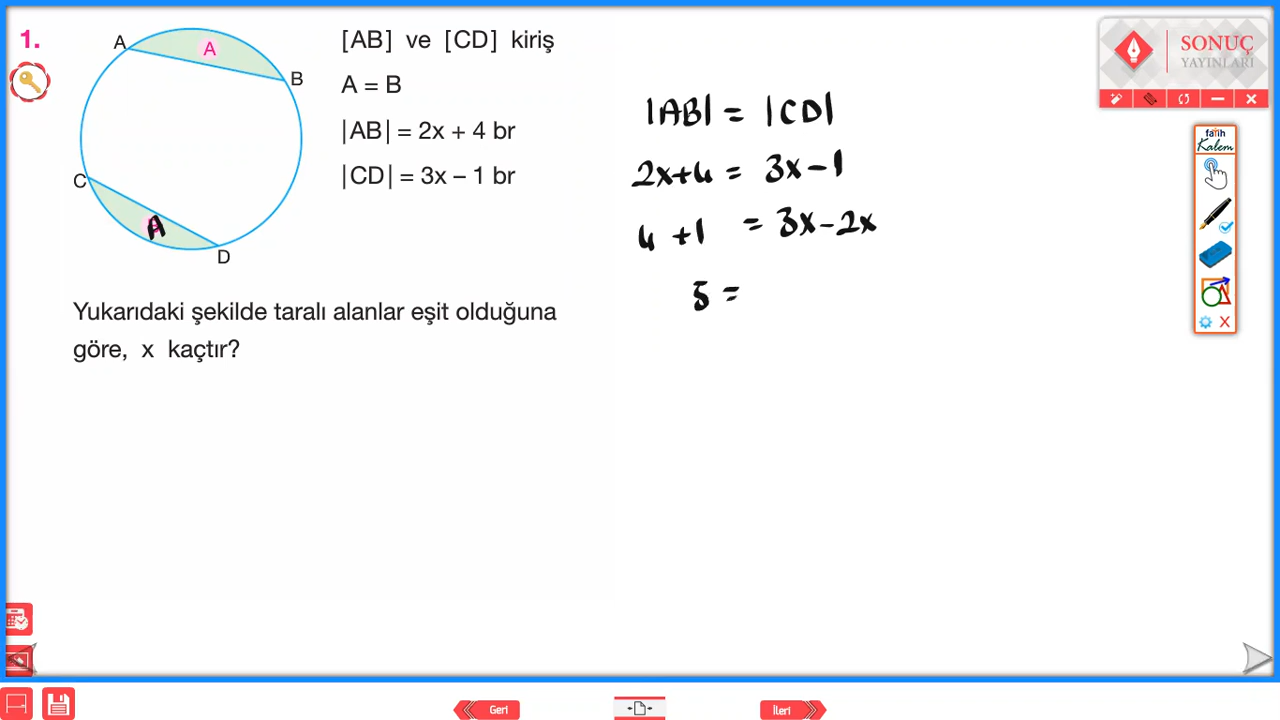 1.
A
A
B
C
A
D
[AB] ve [CD] kiriş
A = B
|AB| = 2x + 4 br
|CD| = 3x – 1 br
Yukarıdaki şekilde taralı alanlar eşit olduğuna
göre, x kaçtır?
|AB| = |CD|
2x+4 = 3x-1
4 +1 = 3x-2x
5 =
SONUÇ
YAYINLARI
fatih
Kalem
Geri
İleri